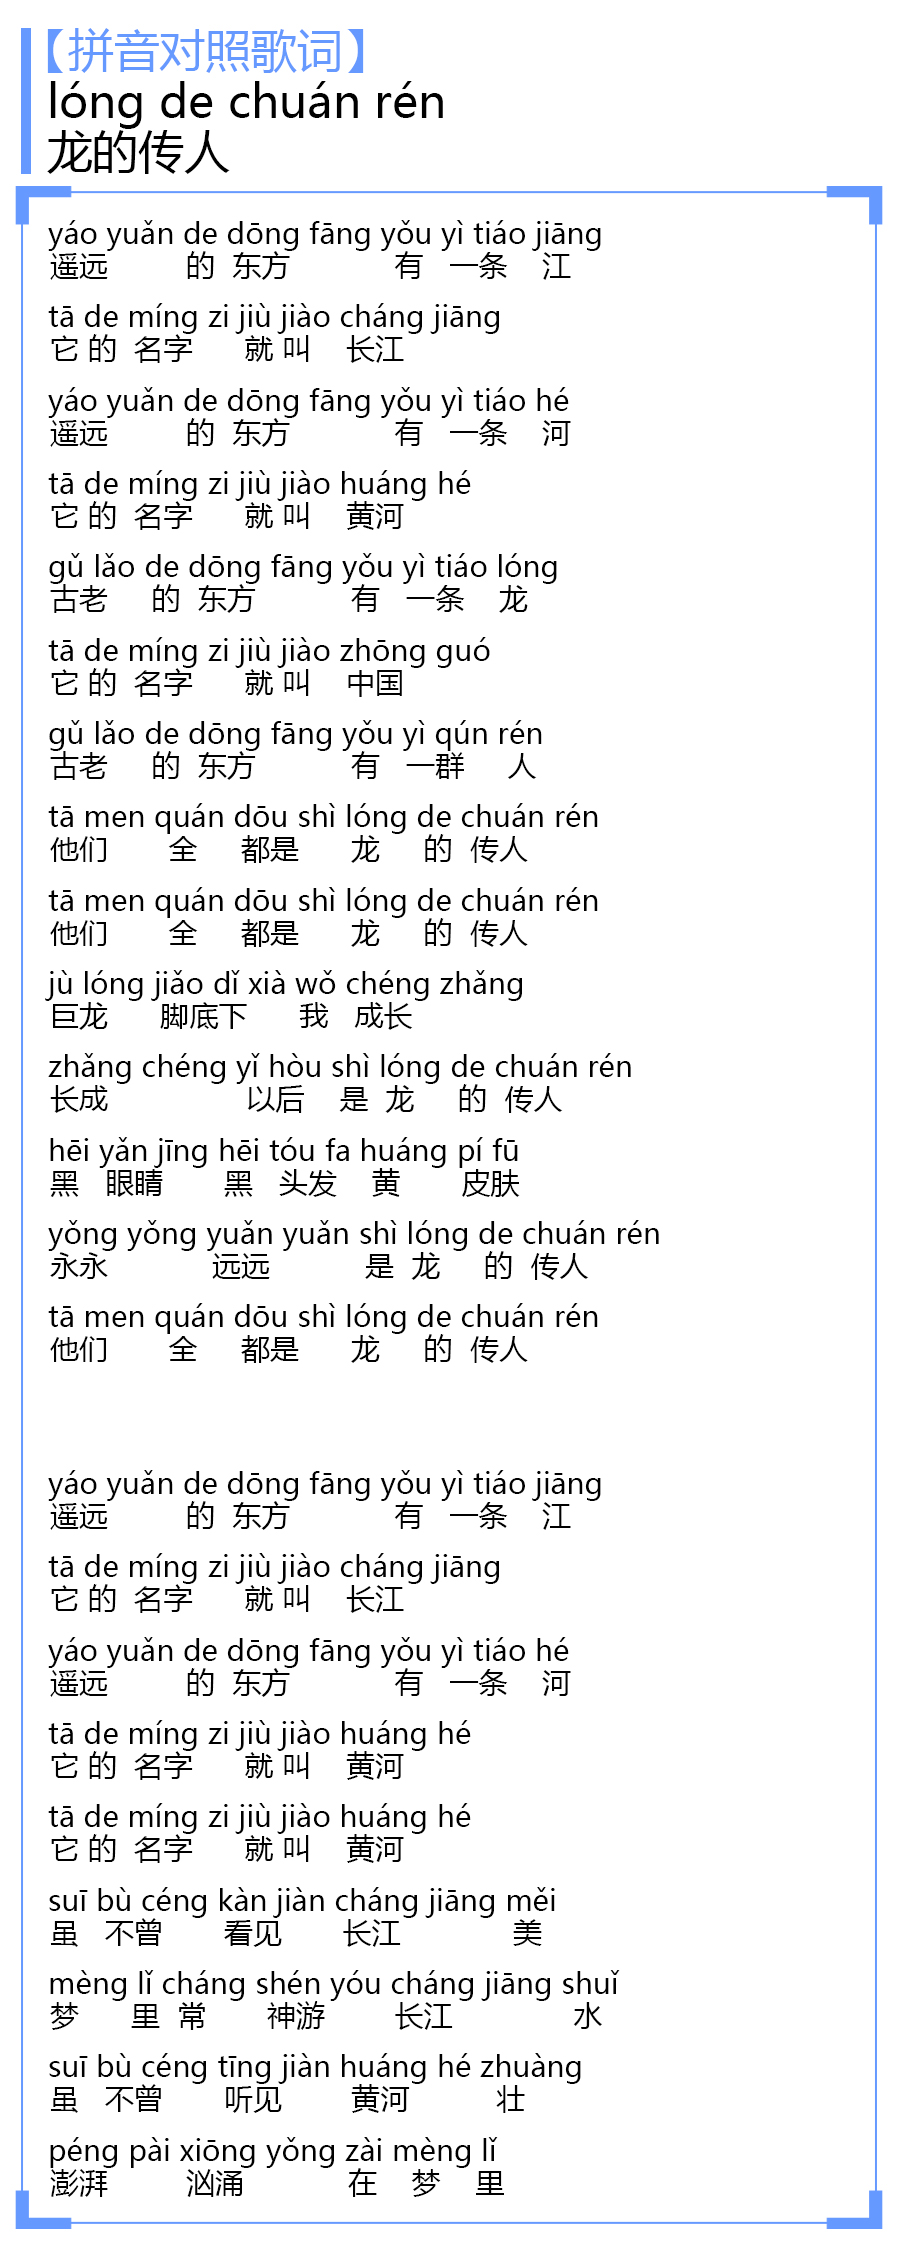 【拼音对照歌词】
lóng de chuán rén
龙的传人
yáo yuǎn de dōng fāng yǒu yì tiáo jiāng
遥远 的 东方 有 一条 江
tā de míng zi jiù jiào cháng jiāng
它 的 名字 就 叫 长江
yáo yuǎn de dōng fāng yǒu yì tiáo hé
遥远 的 东方 有 一条 河
tā de míng zi jiù jiào huáng hé
它 的 名字 就 叫 黄河
gǔ lǎo de dōng fāng yǒu yì tiáo lóng
古老 的 东方 有 一条 龙
tā de míng zi jiù jiào zhōng guó
它 的 名字 就 叫 中国
gǔ lǎo de dōng fāng yǒu yì qún rén
古老 的 东方 有 一群 人
tā men quán dōu shì lóng de chuán rén
他们 全 都是 龙 的 传人
tā men quán dōu shì lóng de chuán rén
他们 全 都是 龙 的 传人
jù lóng jiǎo dǐ xià wǒ chéng zhǎng
巨龙 脚底下 我 成长
zhǎng chéng yǐ hòu shì lóng de chuán rén
长成 以后 是 龙 的 传人
hēi yǎn jīng hēi tóu fa huáng pí fū
黑 眼睛 黑 头发 黄 皮肤
yǒng yǒng yuǎn yuǎn shì lóng de chuán rén
永永 远远 是 龙 的 传人
tā men quán dōu shì lóng de chuán rén
他们 全 都是 龙 的 传人
yáo yuǎn de dōng fāng yǒu yì tiáo jiāng
遥远 的 东方 有 一条 江
tā de míng zi jiù jiào cháng jiāng
它 的 名字 就 叫 长江
yáo yuǎn de dōng fāng yǒu yì tiáo hé
遥远 的 东方 有 一条 河
tā de míng zi jiù jiào huáng hé
它 的 名字 就 叫 黄河
tā de míng zi jiù jiào huáng hé
它 的 名字 就 叫 黄河
suī bù céng kàn jiàn cháng jiāng měi
虽 不曾 看见 长江 美
mèng lǐ cháng shén yóu cháng jiāng shuǐ
梦 里 常 神游 长江 水
suī bù céng tīng jiàn huáng hé zhuàng
虽 不曾 听见 黄河 壮
péng pài xiōng yǒng zài mèng lǐ
澎湃 汹涌 在 梦 里